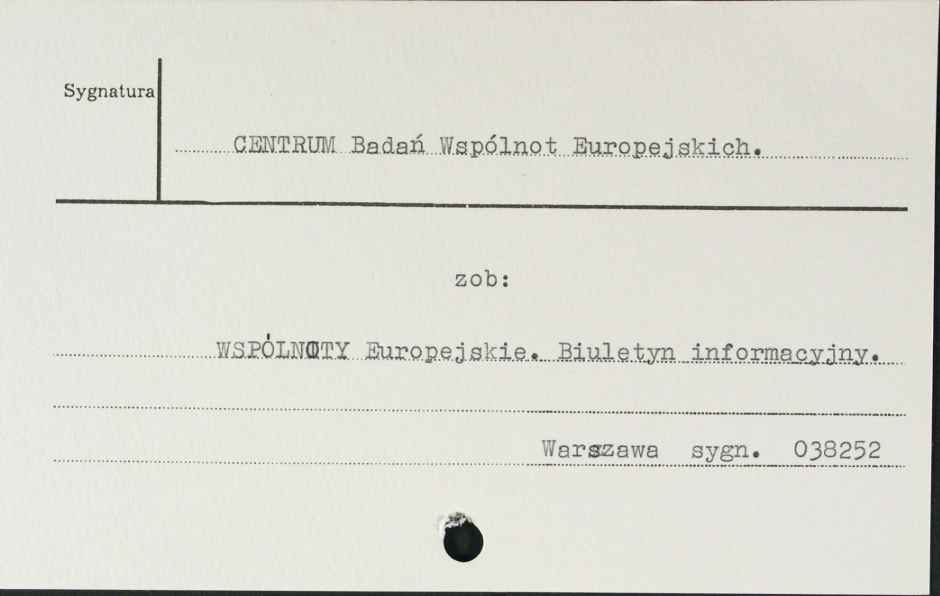 Sygnatura
CENTRUM Badań Wspólnot Europejskich.
zob:
WSPÓLNOTY Europejskie. Biuletyn informacyjny.
Warszawa sygn. 038252